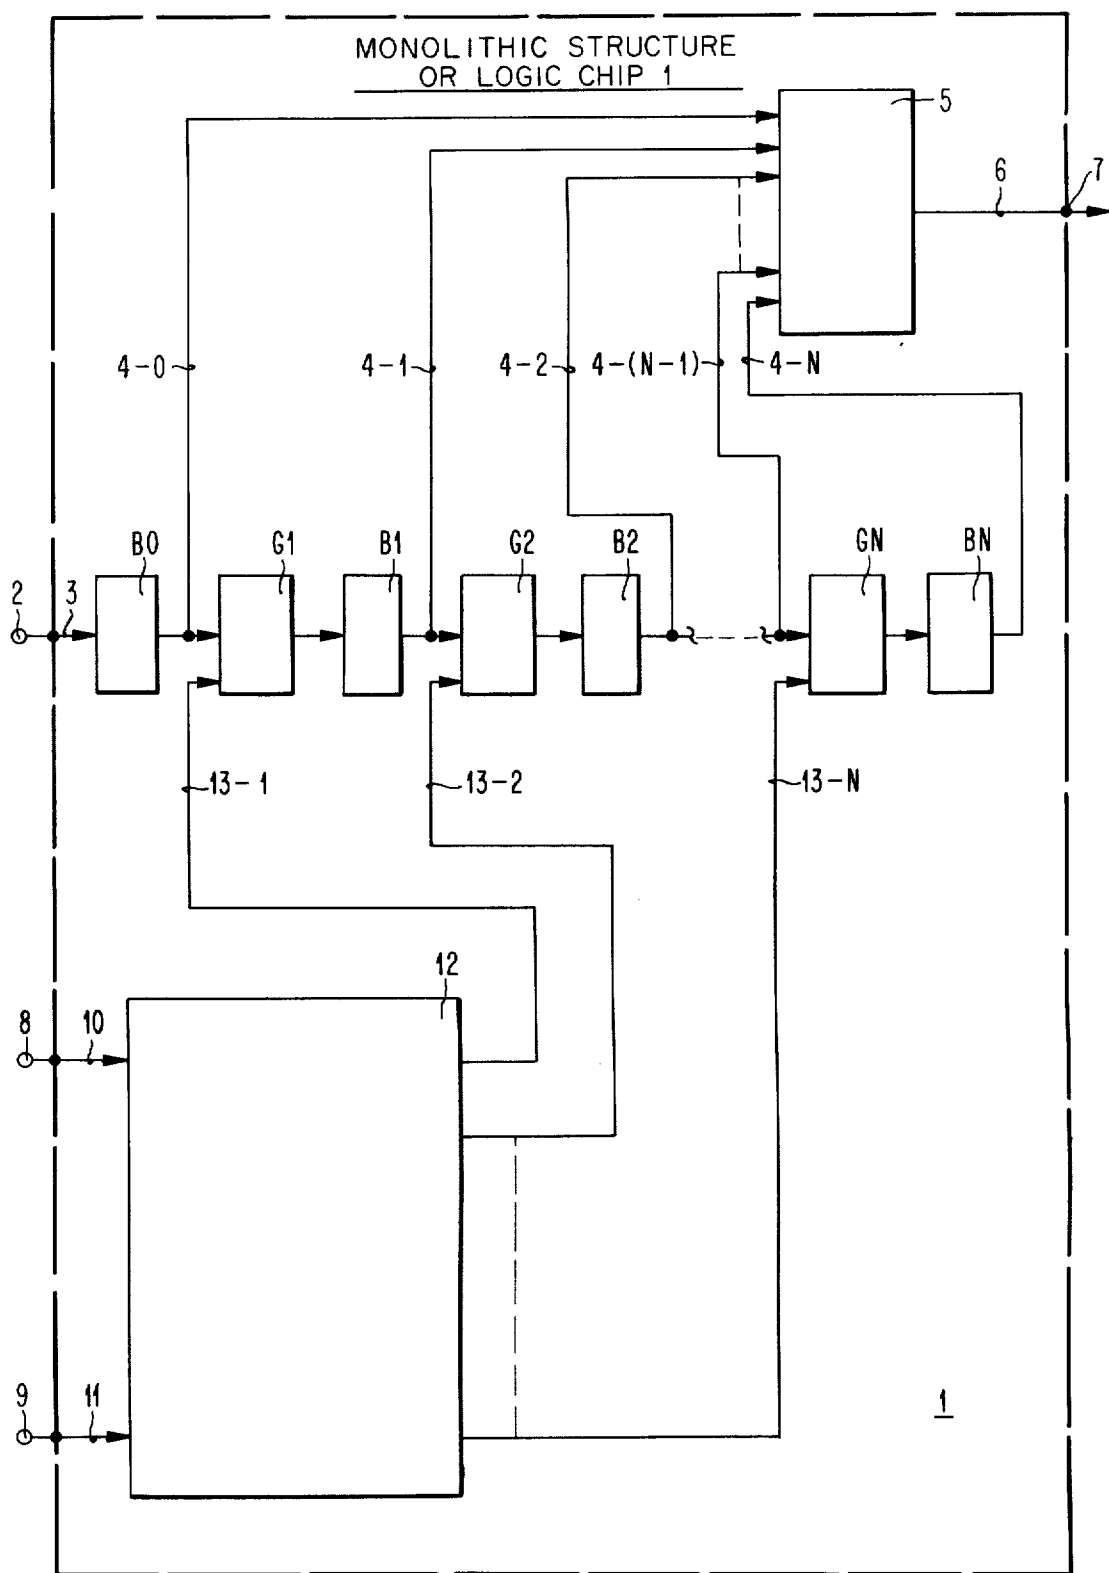 MONOLITHIC STRUCTURE
OR LOGIC CHIP 1
5
6
7
4-0
4-1
4-2
4-(N-1)
4-N
B0
G1
B1
G2
B2
GN
BN
2
3
13-1
13-2
13-N
12
8
10
9
11
1